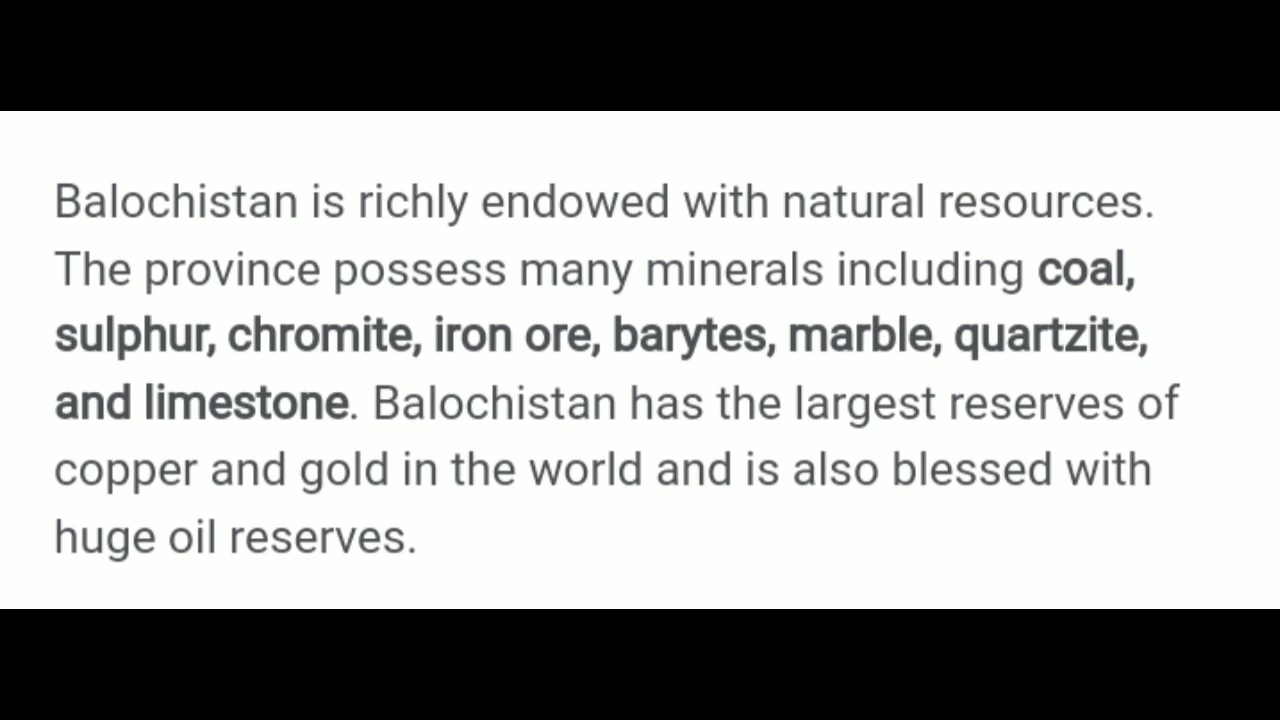 Balochistan is richly endowed with natural resources.
The province possess many minerals including coal,
sulphur, chromite, iron ore, barytes, marble, quartzite,
and limestone. Balochistan has the largest reserves of
copper and gold in the world and is also blessed with
huge oil reserves.